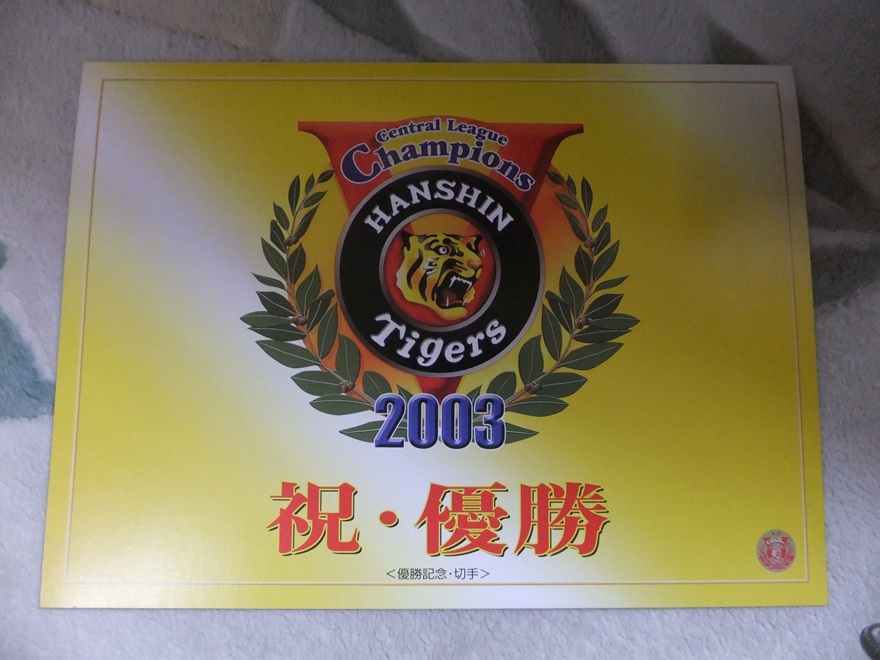 Central League
Champions
HANSHIN
Tigers
2003
祝・優勝
＜優勝記念・切手＞